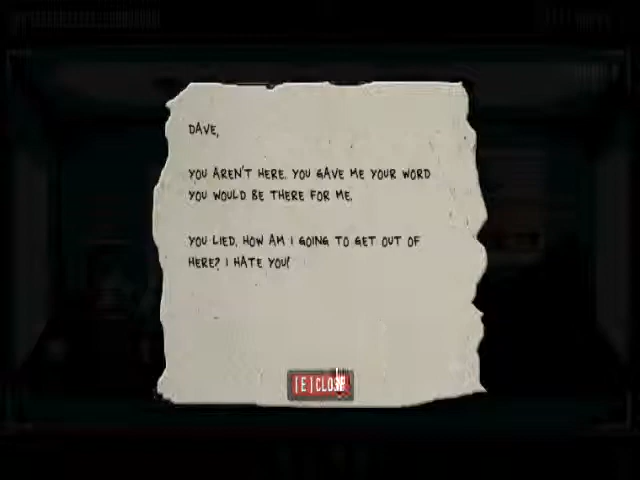 DAVE,
YOU AREN'T HERE. YOU GAVE ME YOUR WORD
YOU WOULD BE THERE FOR ME.
YOU LIED. HOW AM I GOING TO GET OUT OF
HERE? I HATE YOU!
[E] CLOSE